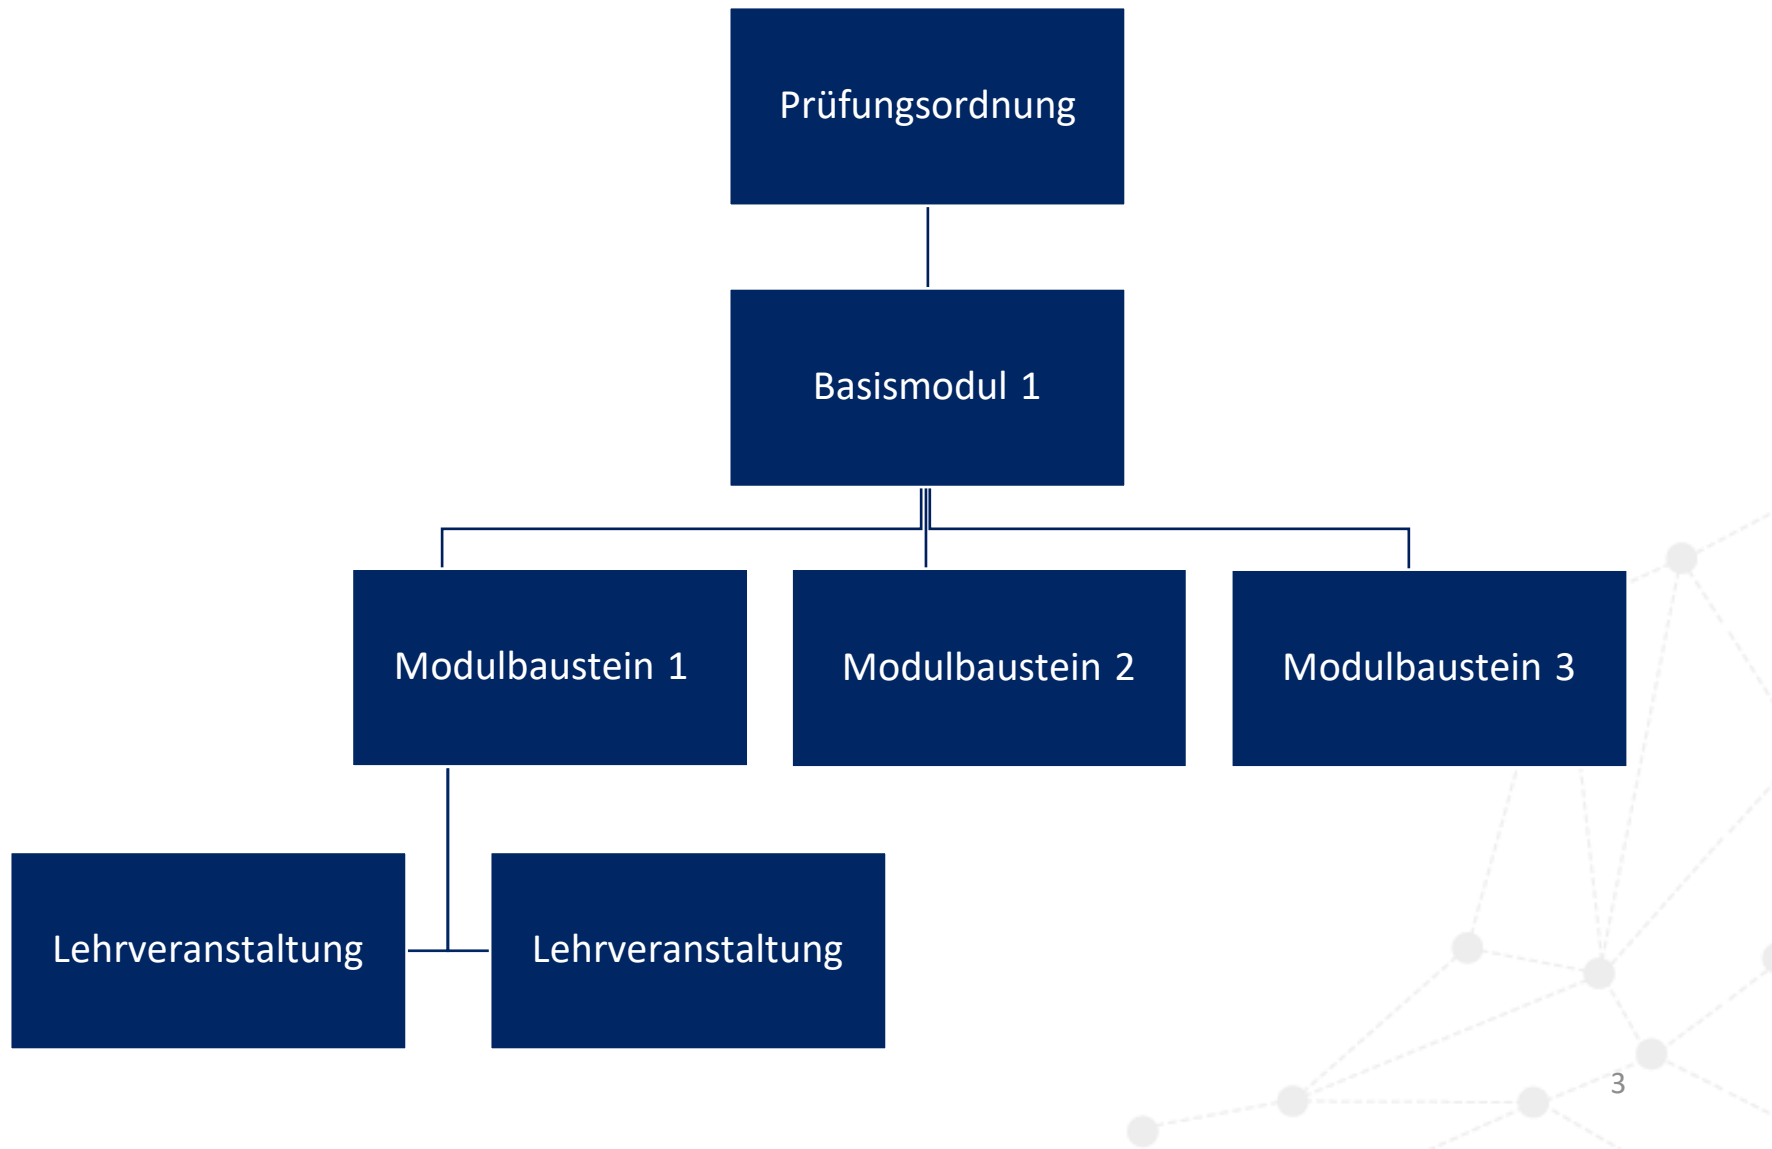 Prüfungsordnung
Basismodul 1
Modulbaustein 1
Modulbaustein 2
Modulbaustein 3
Lehrveranstaltung
Lehrveranstaltung
3